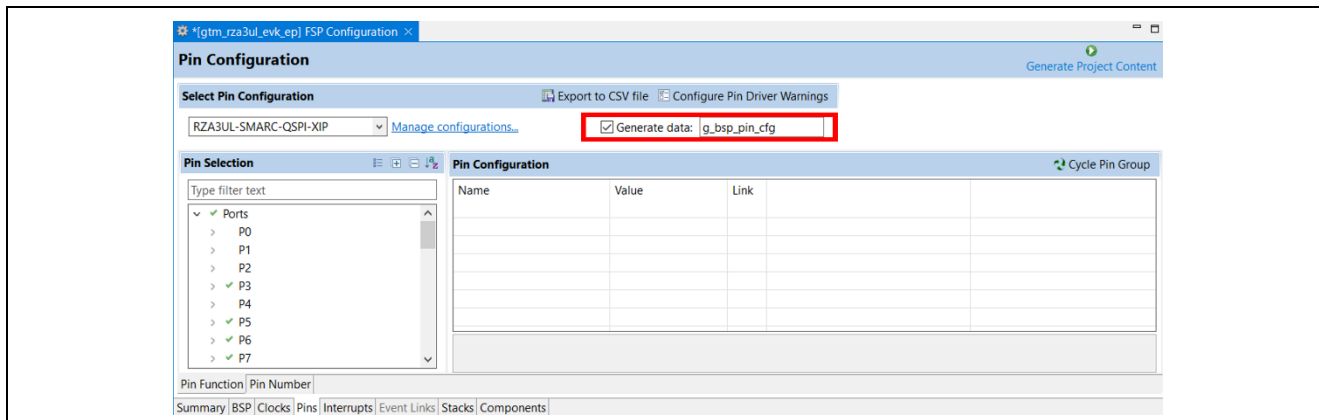 *[gtm_rza3ul_evk_ep] FSP Configuration
Pin Configuration
Generate Project Content
Select Pin Configuration
Export to CSV file
Configure Pin Driver Warnings
RZA3UL-SMARC-QSPI-XIP
Manage configurations...
Generate data:
g_bsp_pin_cfg
Pin Selection
Pin Configuration
Cycle Pin Group
Type filter text
Name
Value
Link
Ports
P0
P1
P2
P3
P4
P5
P6
P7
Pin Function
Pin Number
Summary
BSP
Clocks
Pins
Interrupts
Event Links
Stacks
Components